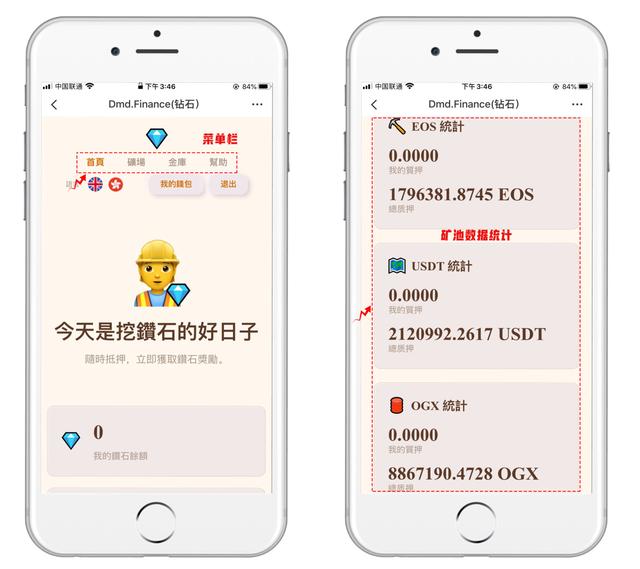 中国联通
下午3:46
84%
Dmd.Finance(钻石)
菜单栏
首頁 礦場 金庫 幫助
我的錢包 退出
今天是挖鑽石的好日子
隨時抵押，立即獲取鑽石獎勵。
0
我的鑽石餘額
中国联通
下午3:46
84%
Dmd.Finance(钻石)
EOS 統計
0.0000
我的質押
1796381.8745 EOS
總质押
矿池数据统计
USDT 統計
0.0000
我的質押
2120992.2617 USDT
總质押
OGX 統計
0.0000
我的質押
8867190.4728 OGX
總质押